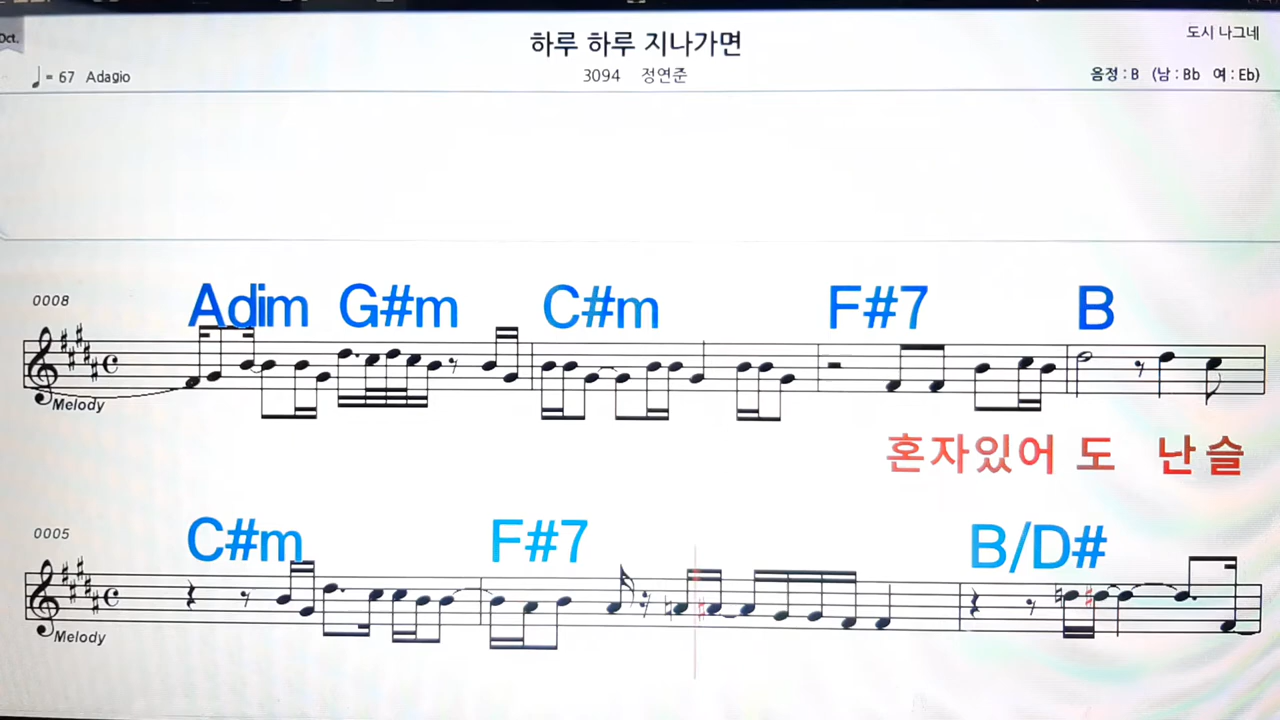 Oct.
하루 하루 지나가면
도시 나그네
= 67 Adagio
3094 정연준
음정 : B (남 : Bb 여 : Eb)
0008
Adim G#m C#m F#7 B
Melody
혼자있어 도 난 슬
0005
C#m F#7 B/D#
Melody